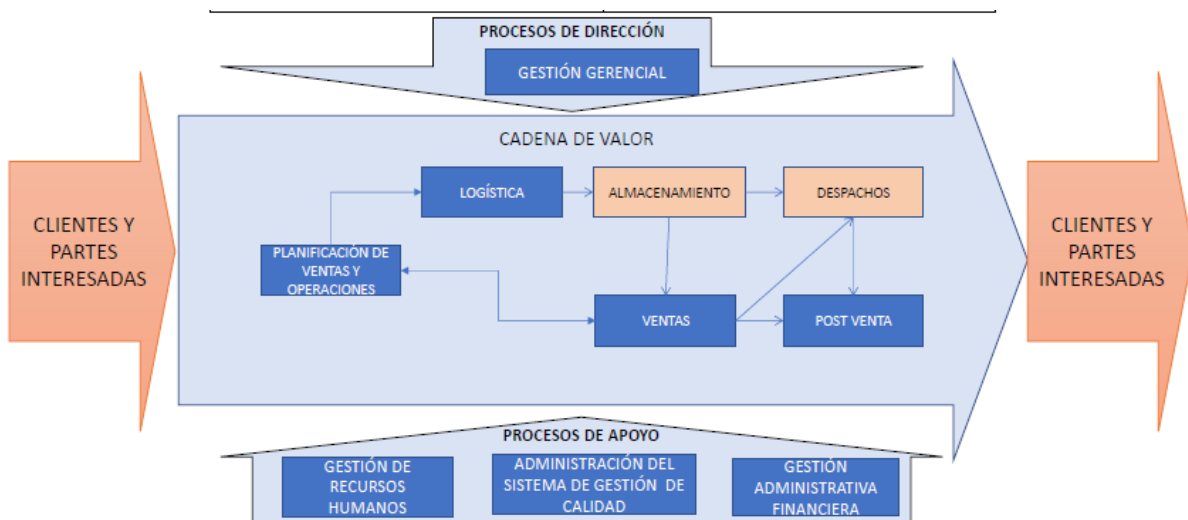 PROCESOS DE DIRECCIÓN
GESTIÓN GERENCIAL
CADENA DE VALOR
LOGÍSTICA
ALMACENAMIENTO
DESPACHOS
CLIENTES Y
PARTES
INTERESADAS
PLANIFICACIÓN DE
VENTAS Y
OPERACIONES
VENTAS
POST VENTA
CLIENTES Y
PARTES
INTERESADAS
PROCESOS DE APOYO
GESTIÓN DE
RECURSOS
HUMANOS
ADMINISTRACIÓN DEL
SISTEMA DE GESTIÓN DE
CALIDAD
GESTIÓN
ADMINISTRATIVA
FINANCIERA